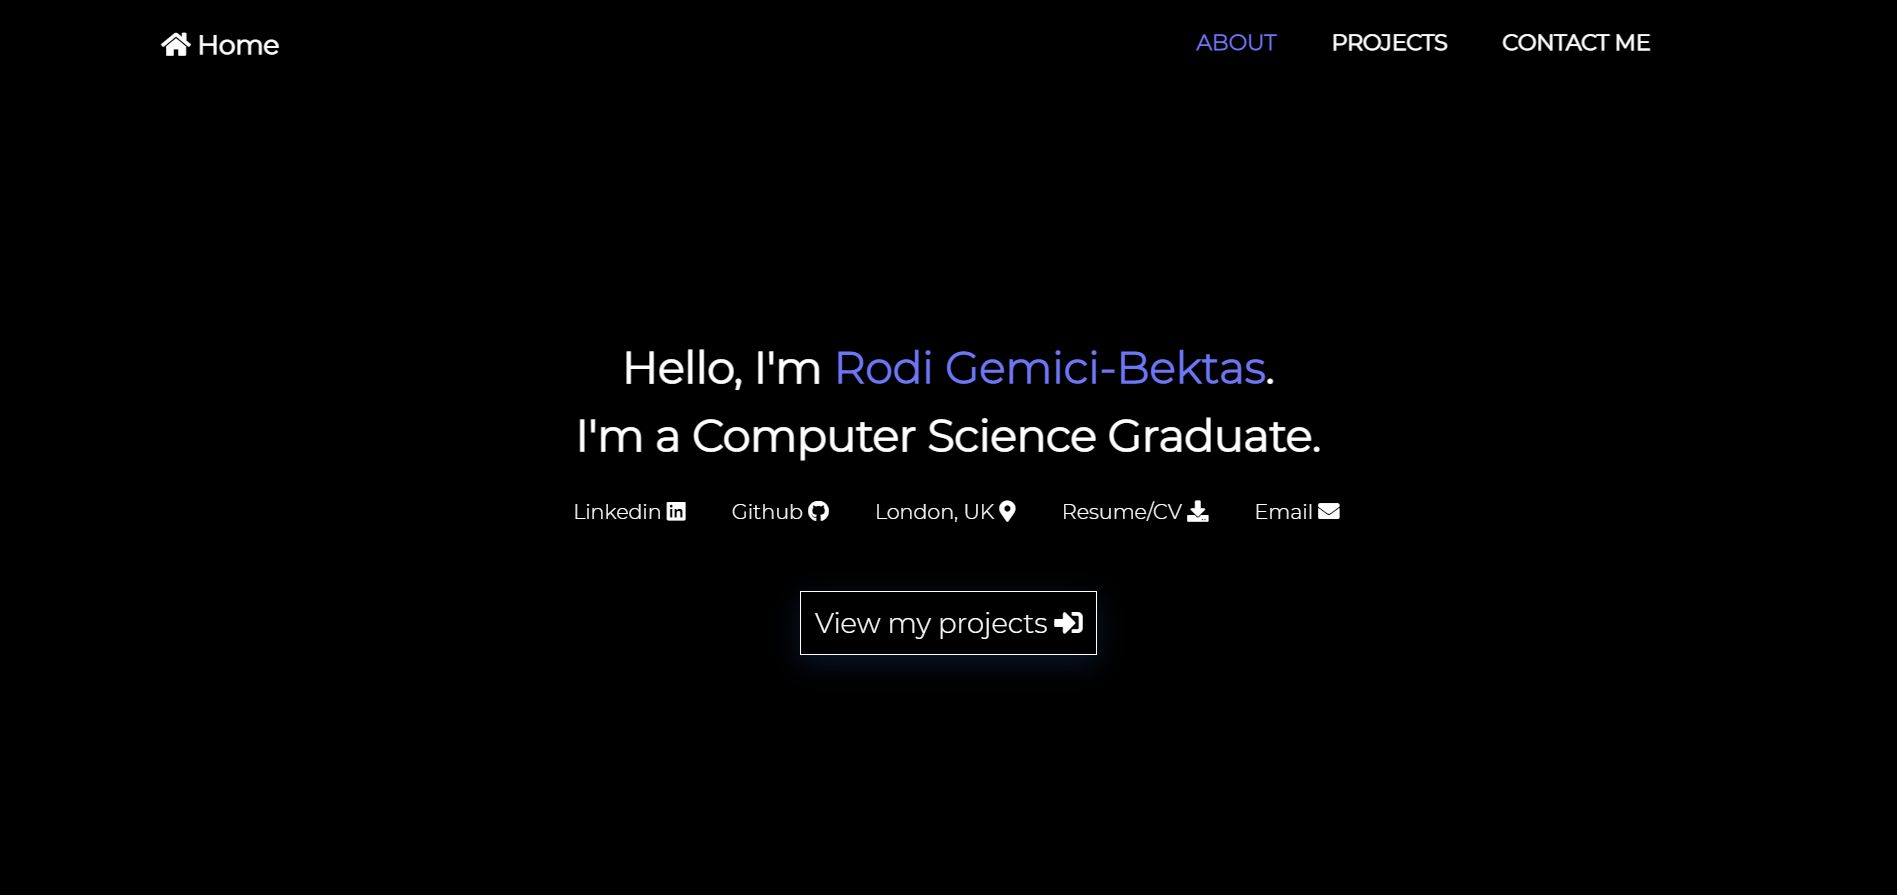 Home
ABOUT PROJECTS CONTACT ME
Hello, I'm Rodi Gemici-Bektas.
I'm a Computer Science Graduate.
Linkedin Github London, UK Resume/CV Email
View my projects